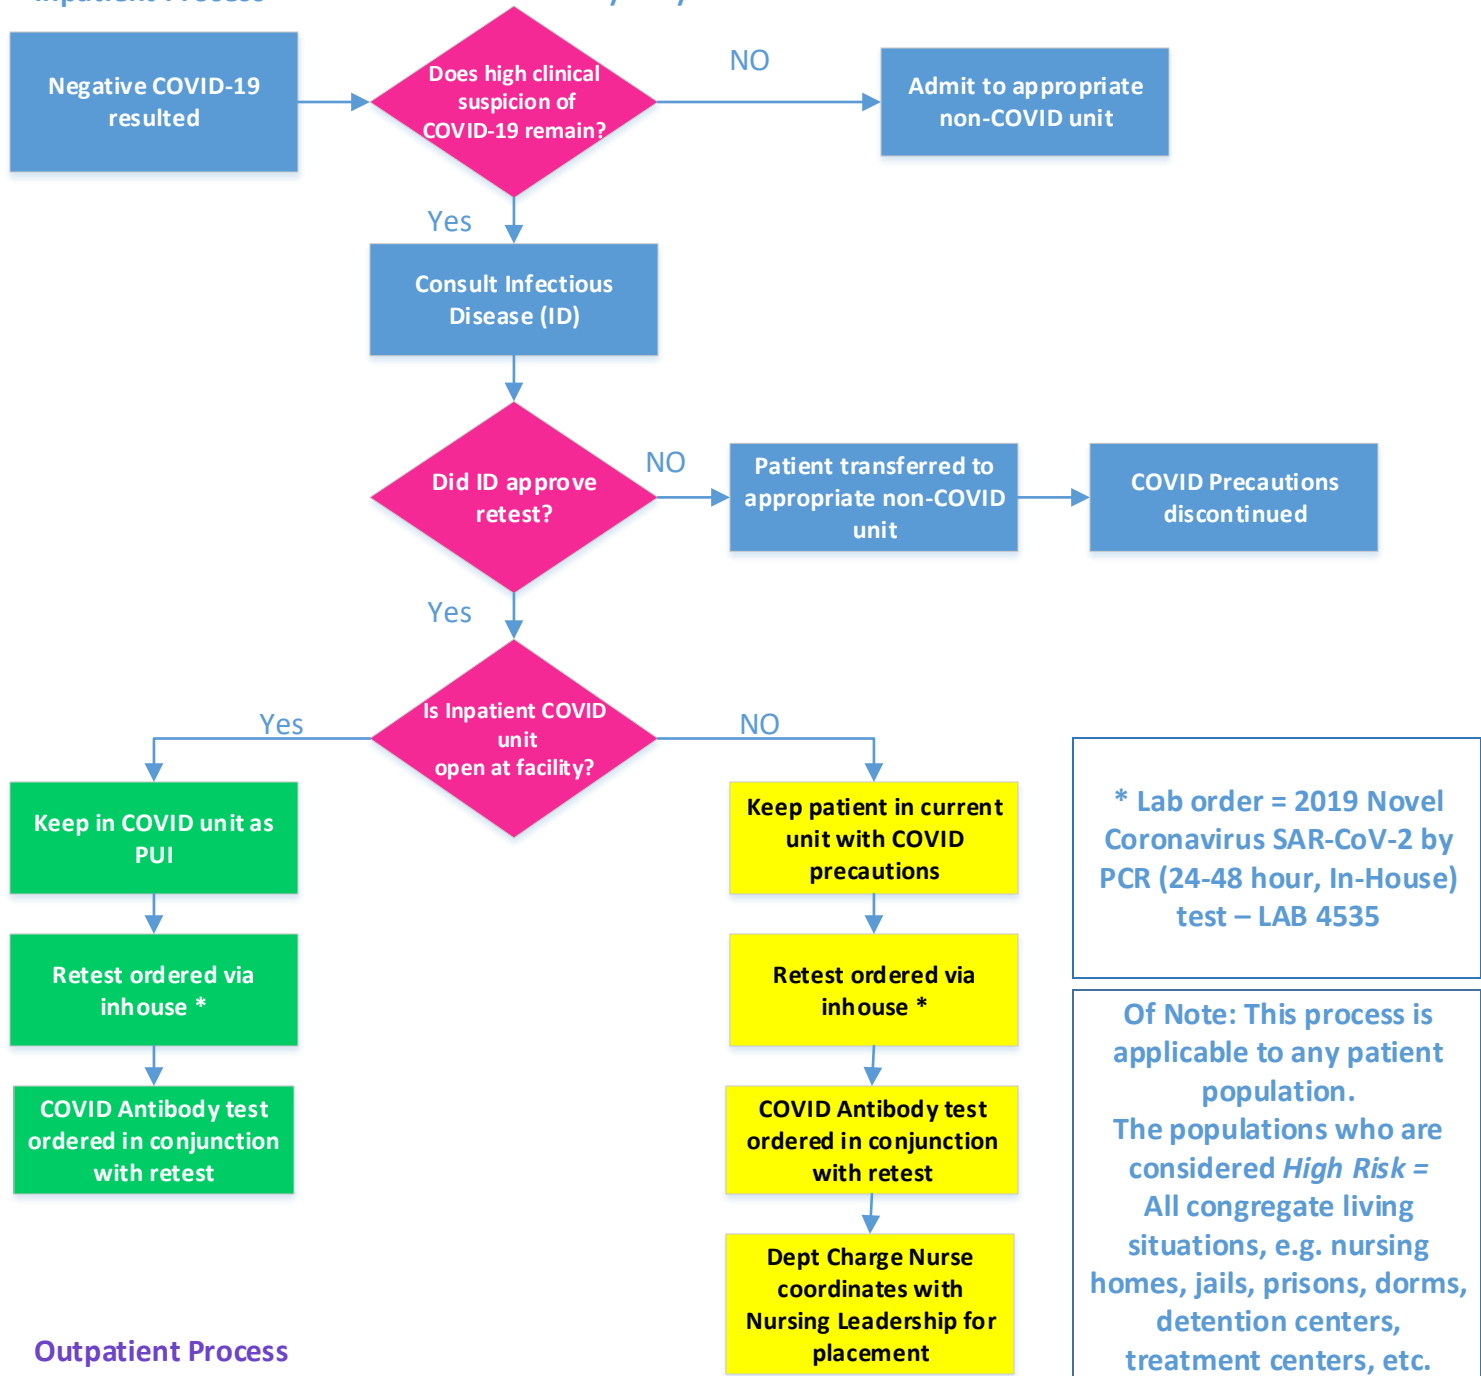 Inpatient Process
Negative COVID-19
resulted
Does high clinical
suspicion of
COVID-19 remain?
NO
Admit to appropriate
non-COVID unit
Yes
Consult Infectious
Disease (ID)
Did ID approve
retest?
NO
Patient transferred to
appropriate non-COVID
unit
COVID Precautions
discontinued
Yes
Is Inpatient COVID
unit
open at facility?
Yes
NO
Keep in COVID unit as
PUI
Retest ordered via
inhouse *
COVID Antibody test
ordered in conjunction
with retest
Keep patient in current
unit with COVID
precautions
Retest ordered via
inhouse *
COVID Antibody test
ordered in conjunction
with retest
Dept Charge Nurse
coordinates with
Nursing Leadership for
placement
* Lab order = 2019 Novel
Coronavirus SAR-CoV-2 by
PCR (24-48 hour, In-House)
test – LAB 4535
Of Note: This process is
applicable to any patient
population.
The populations who are
considered High Risk =
All congregate living
situations, e.g. nursing
homes, jails, prisons, dorms,
detention centers,
treatment centers, etc.
Outpatient Process